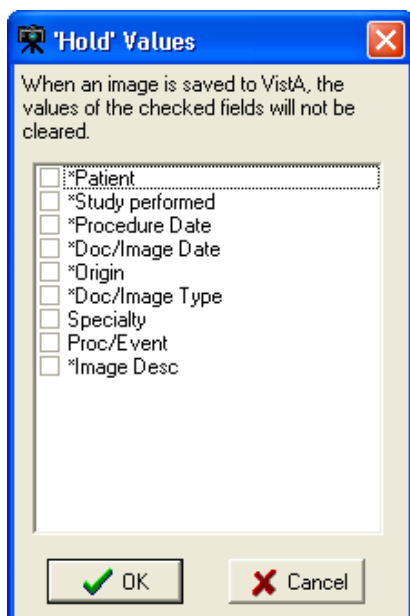 'Hold' Values
When an image is saved to VistA, the
values of the checked fields will not be
cleared.
*Patient
*Study performed
*Procedure Date
*Doc/Image Date
*Origin
*Doc/Image Type
Specialty
Proc/Event
*Image Desc
OK
Cancel